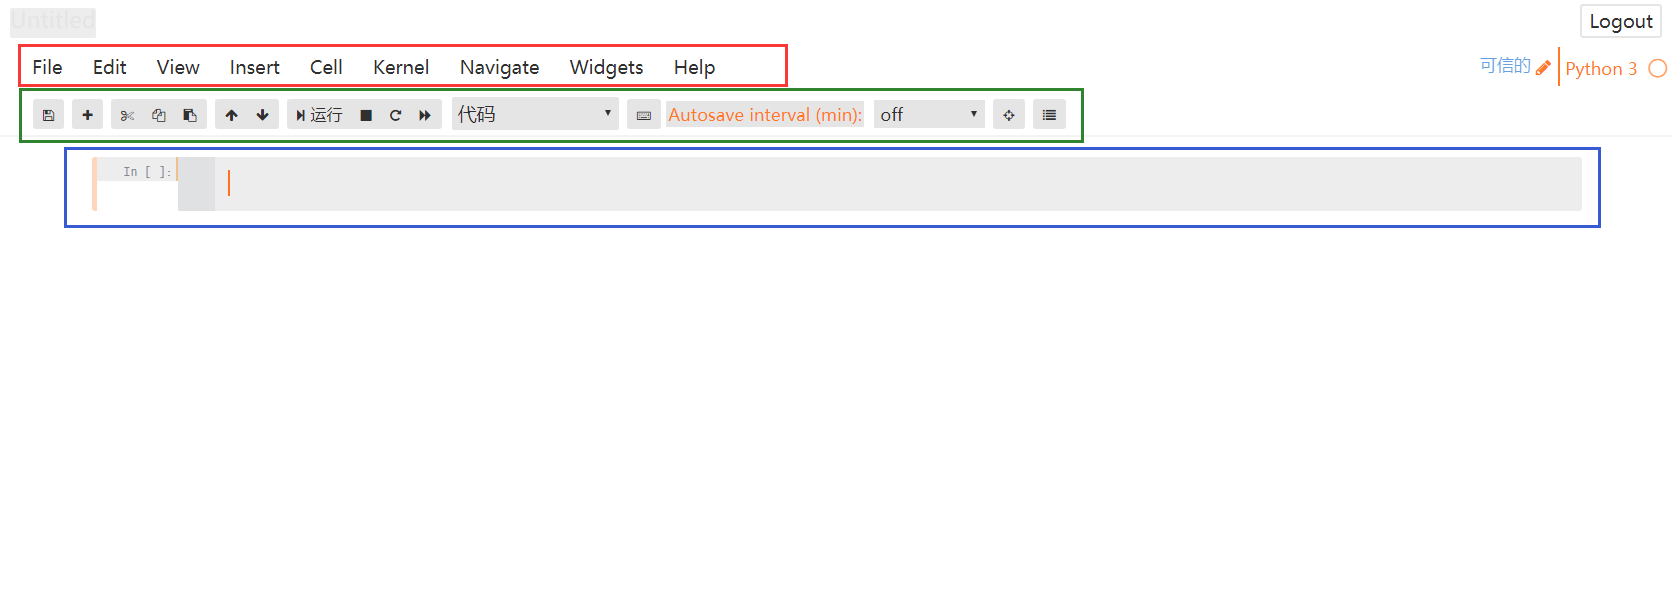 Untitled
Logout
File Edit View Insert Cell Kernel Navigate Widgets Help
可信的 Python 3
运行 代码 Autosave interval (min): off
In [ ]: